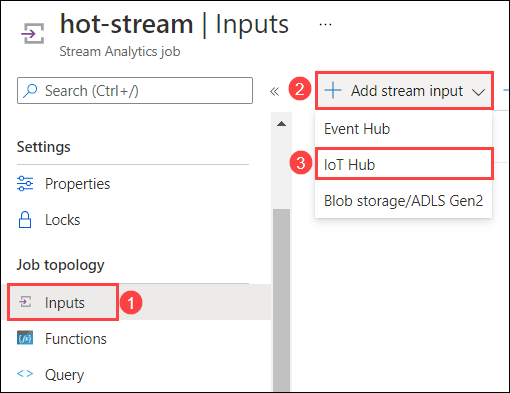 hot-stream | Inputs ...
Stream Analytics job
Search (Ctrl+/) «
2 + Add stream input
Event Hub
3 IoT Hub
Blob storage/ADLS Gen2
Settings
Properties
Locks
Job topology
Inputs 1
Functions
Query